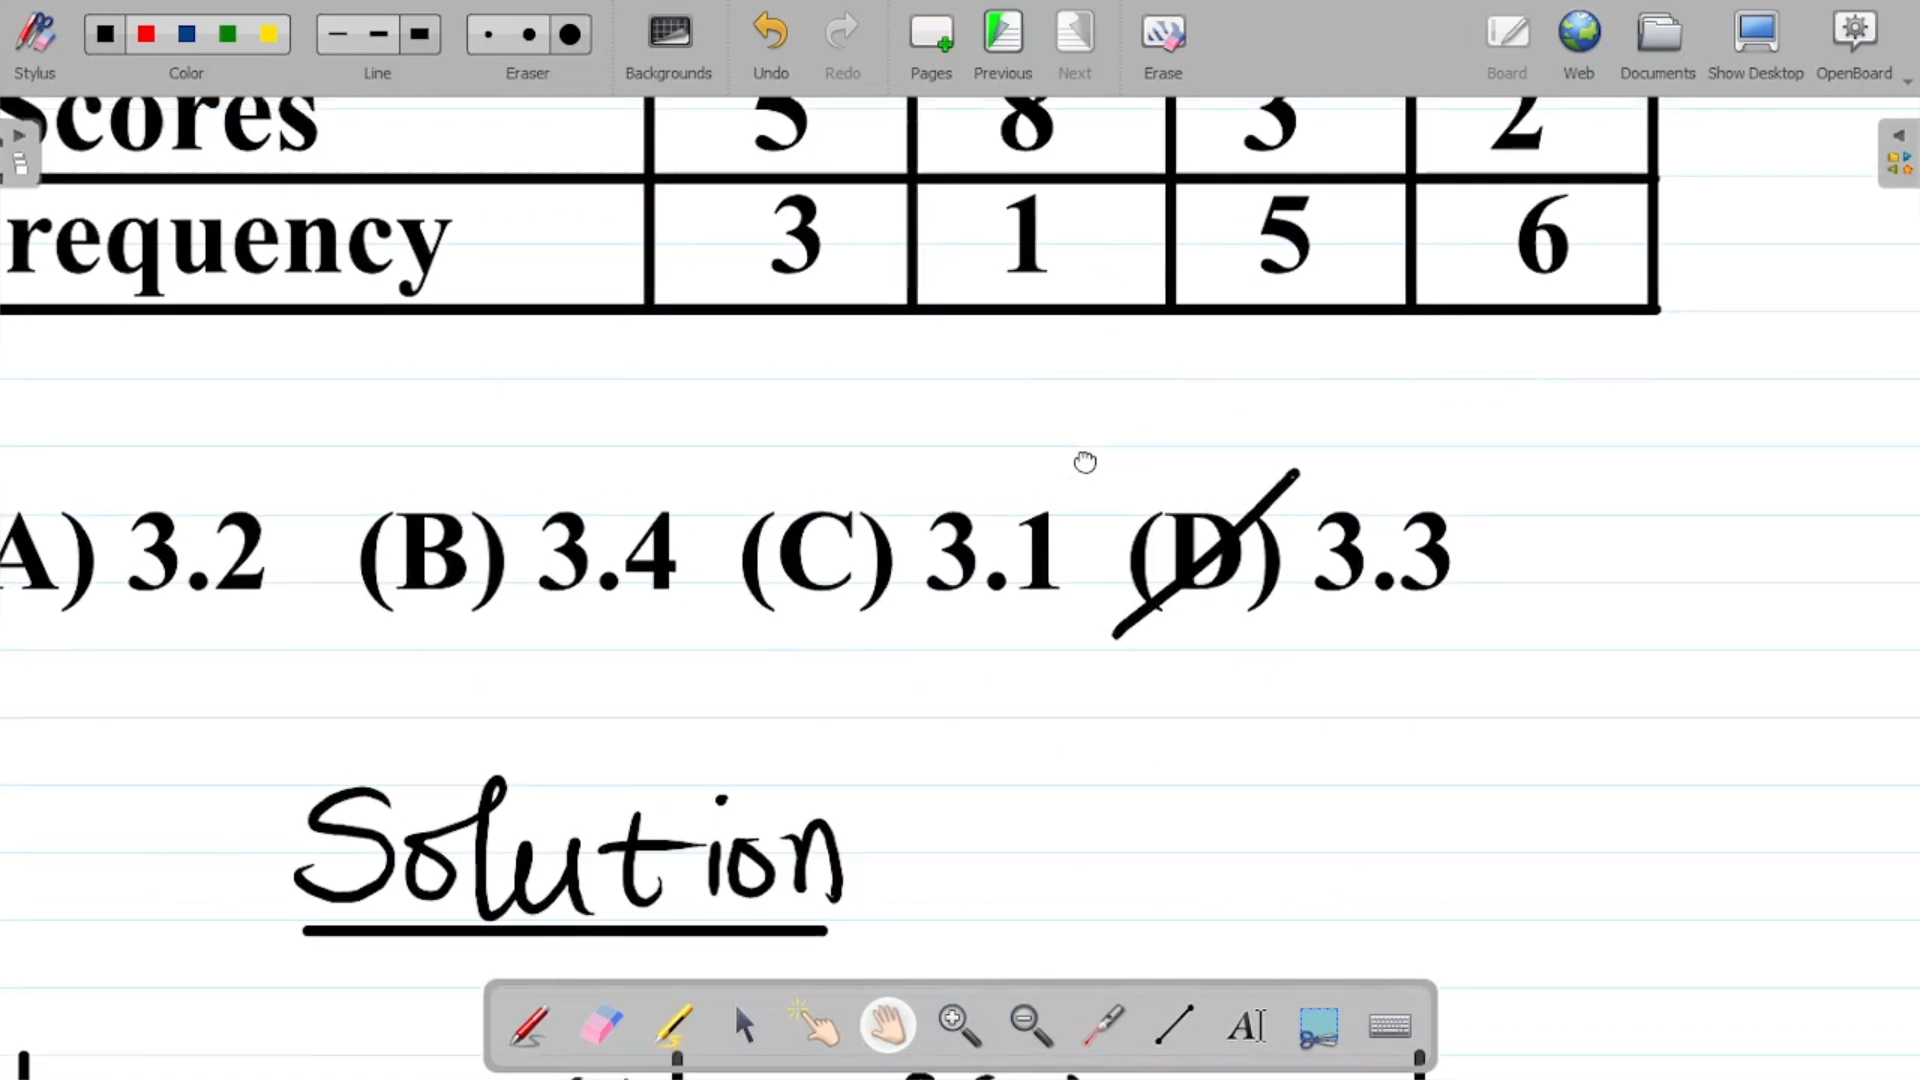 Stylus Color Line Eraser Backgrounds Undo Redo Pages Previous Next Erase Board Web Documents Show Desktop OpenBoard
Scores 5 8 3 2
requency 3 1 5 6
A) 3.2 (B) 3.4 (C) 3.1 (D) 3.3
Solution